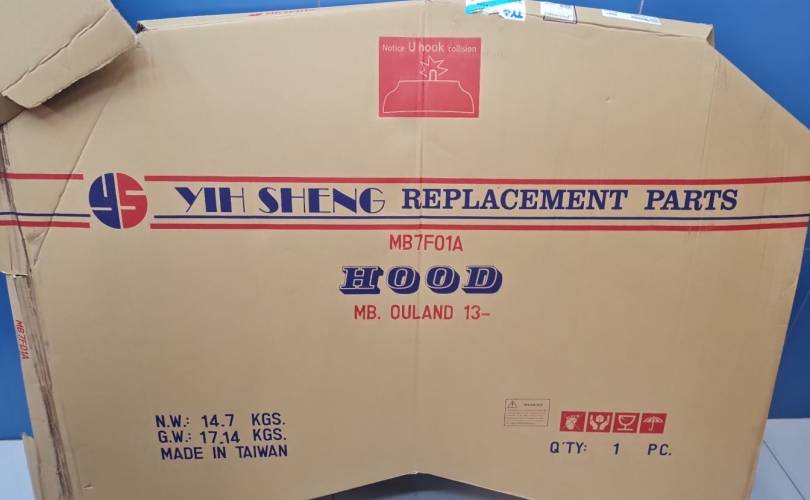 Notice U hook collision
YS YIH SHENG REPLACEMENT PARTS
MB7F01A
HOOD
MB. OULAND 13-
MB7F01A
N.W.: 14.7 KGS.
G.W.: 17.14 KGS.
MADE IN TAIWAN
WARNING
Q'TY: 1 PC.